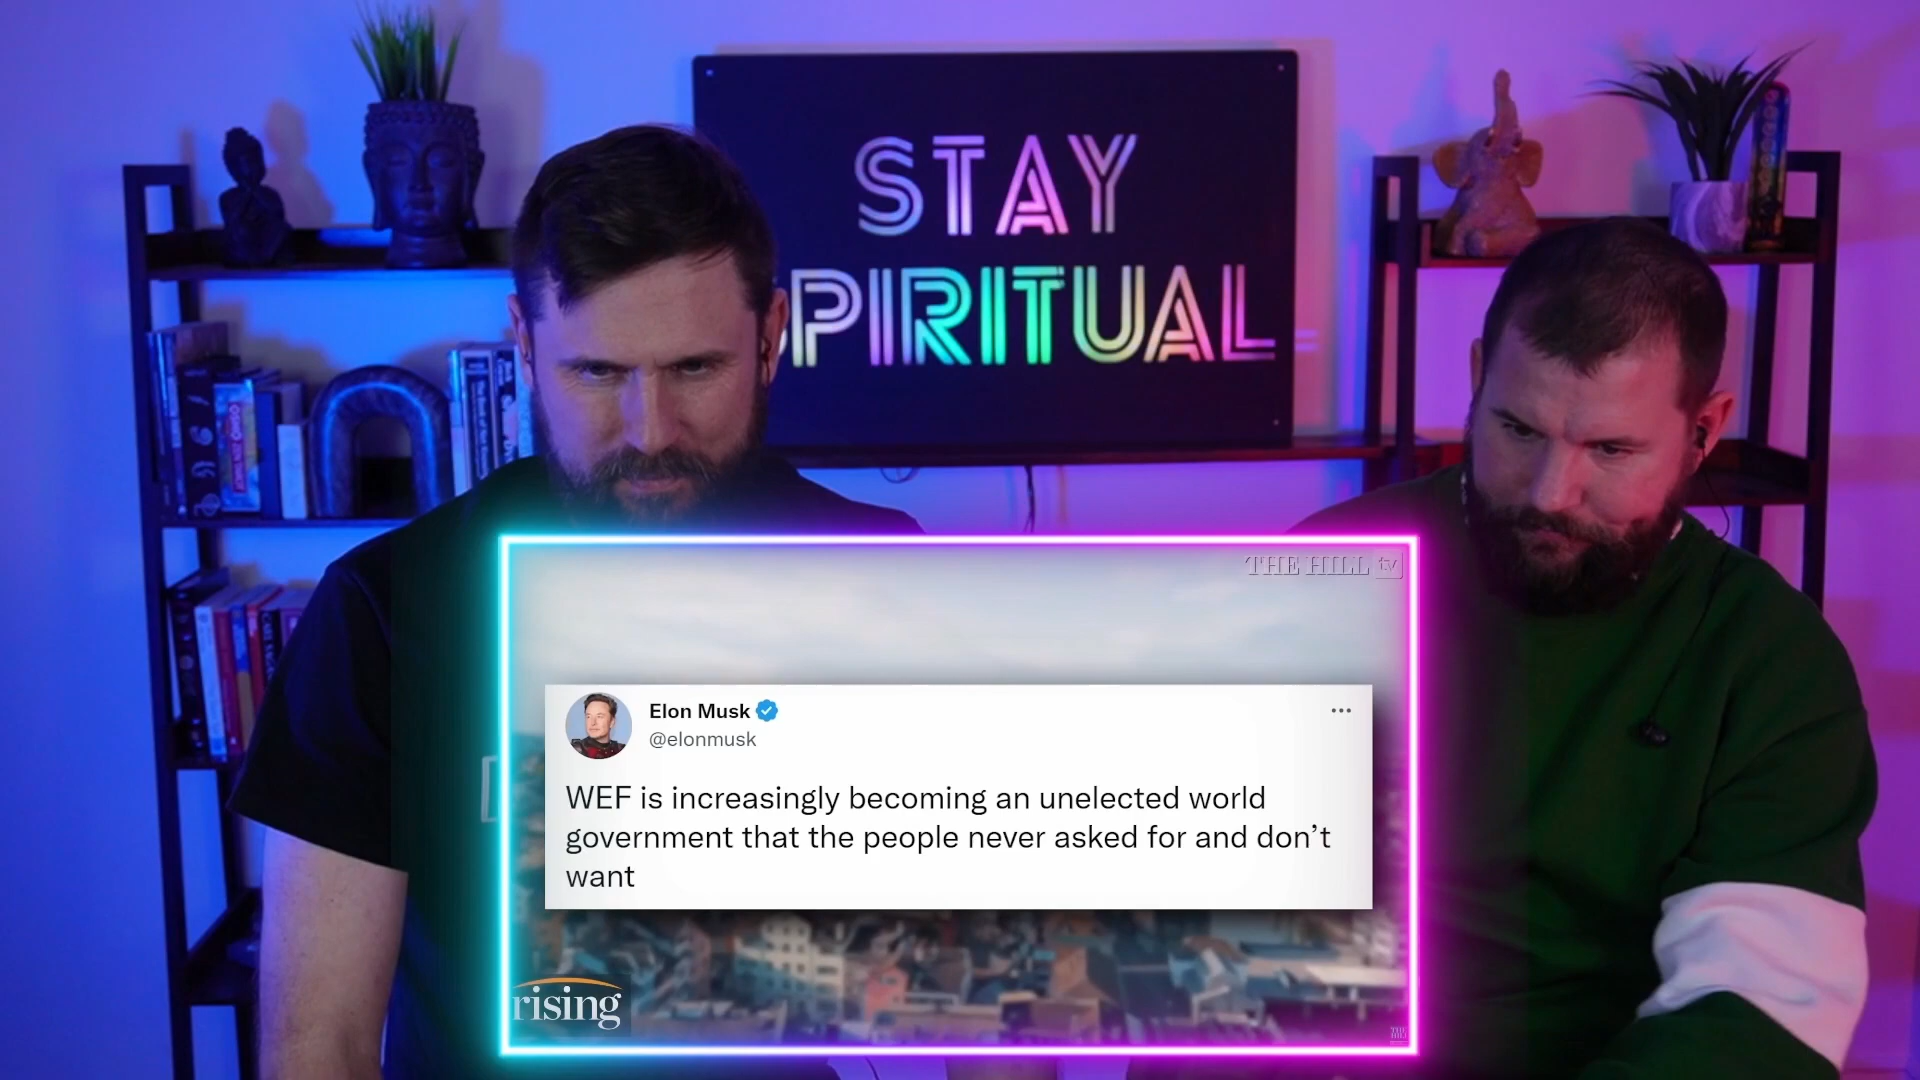 STAY
SPIRITUAL
THE HILL tv
Elon Musk
@elonmusk
WEF is increasingly becoming an unelected world
government that the people never asked for and don't
want
rising